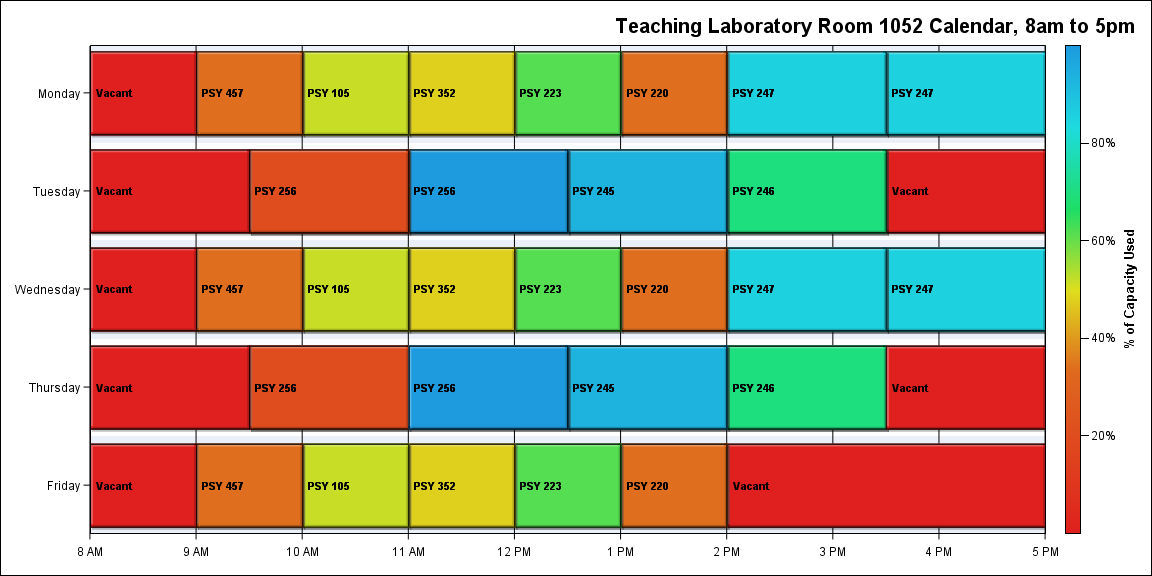 Teaching Laboratory Room 1052 Calendar, 8am to 5pm
Monday
Vacant
PSY 457
PSY 105
PSY 352
PSY 223
PSY 220
PSY 247
PSY 247
Tuesday
Vacant
PSY 256
PSY 256
PSY 245
PSY 246
Vacant
Wednesday
Vacant
PSY 457
PSY 105
PSY 352
PSY 223
PSY 220
PSY 247
PSY 247
Thursday
Vacant
PSY 256
PSY 256
PSY 245
PSY 246
Vacant
Friday
Vacant
PSY 457
PSY 105
PSY 352
PSY 223
PSY 220
Vacant
8 AM
9 AM
10 AM
11 AM
12 PM
1 PM
2 PM
3 PM
4 PM
5 PM
80%
60%
40%
20%
% of Capacity Used